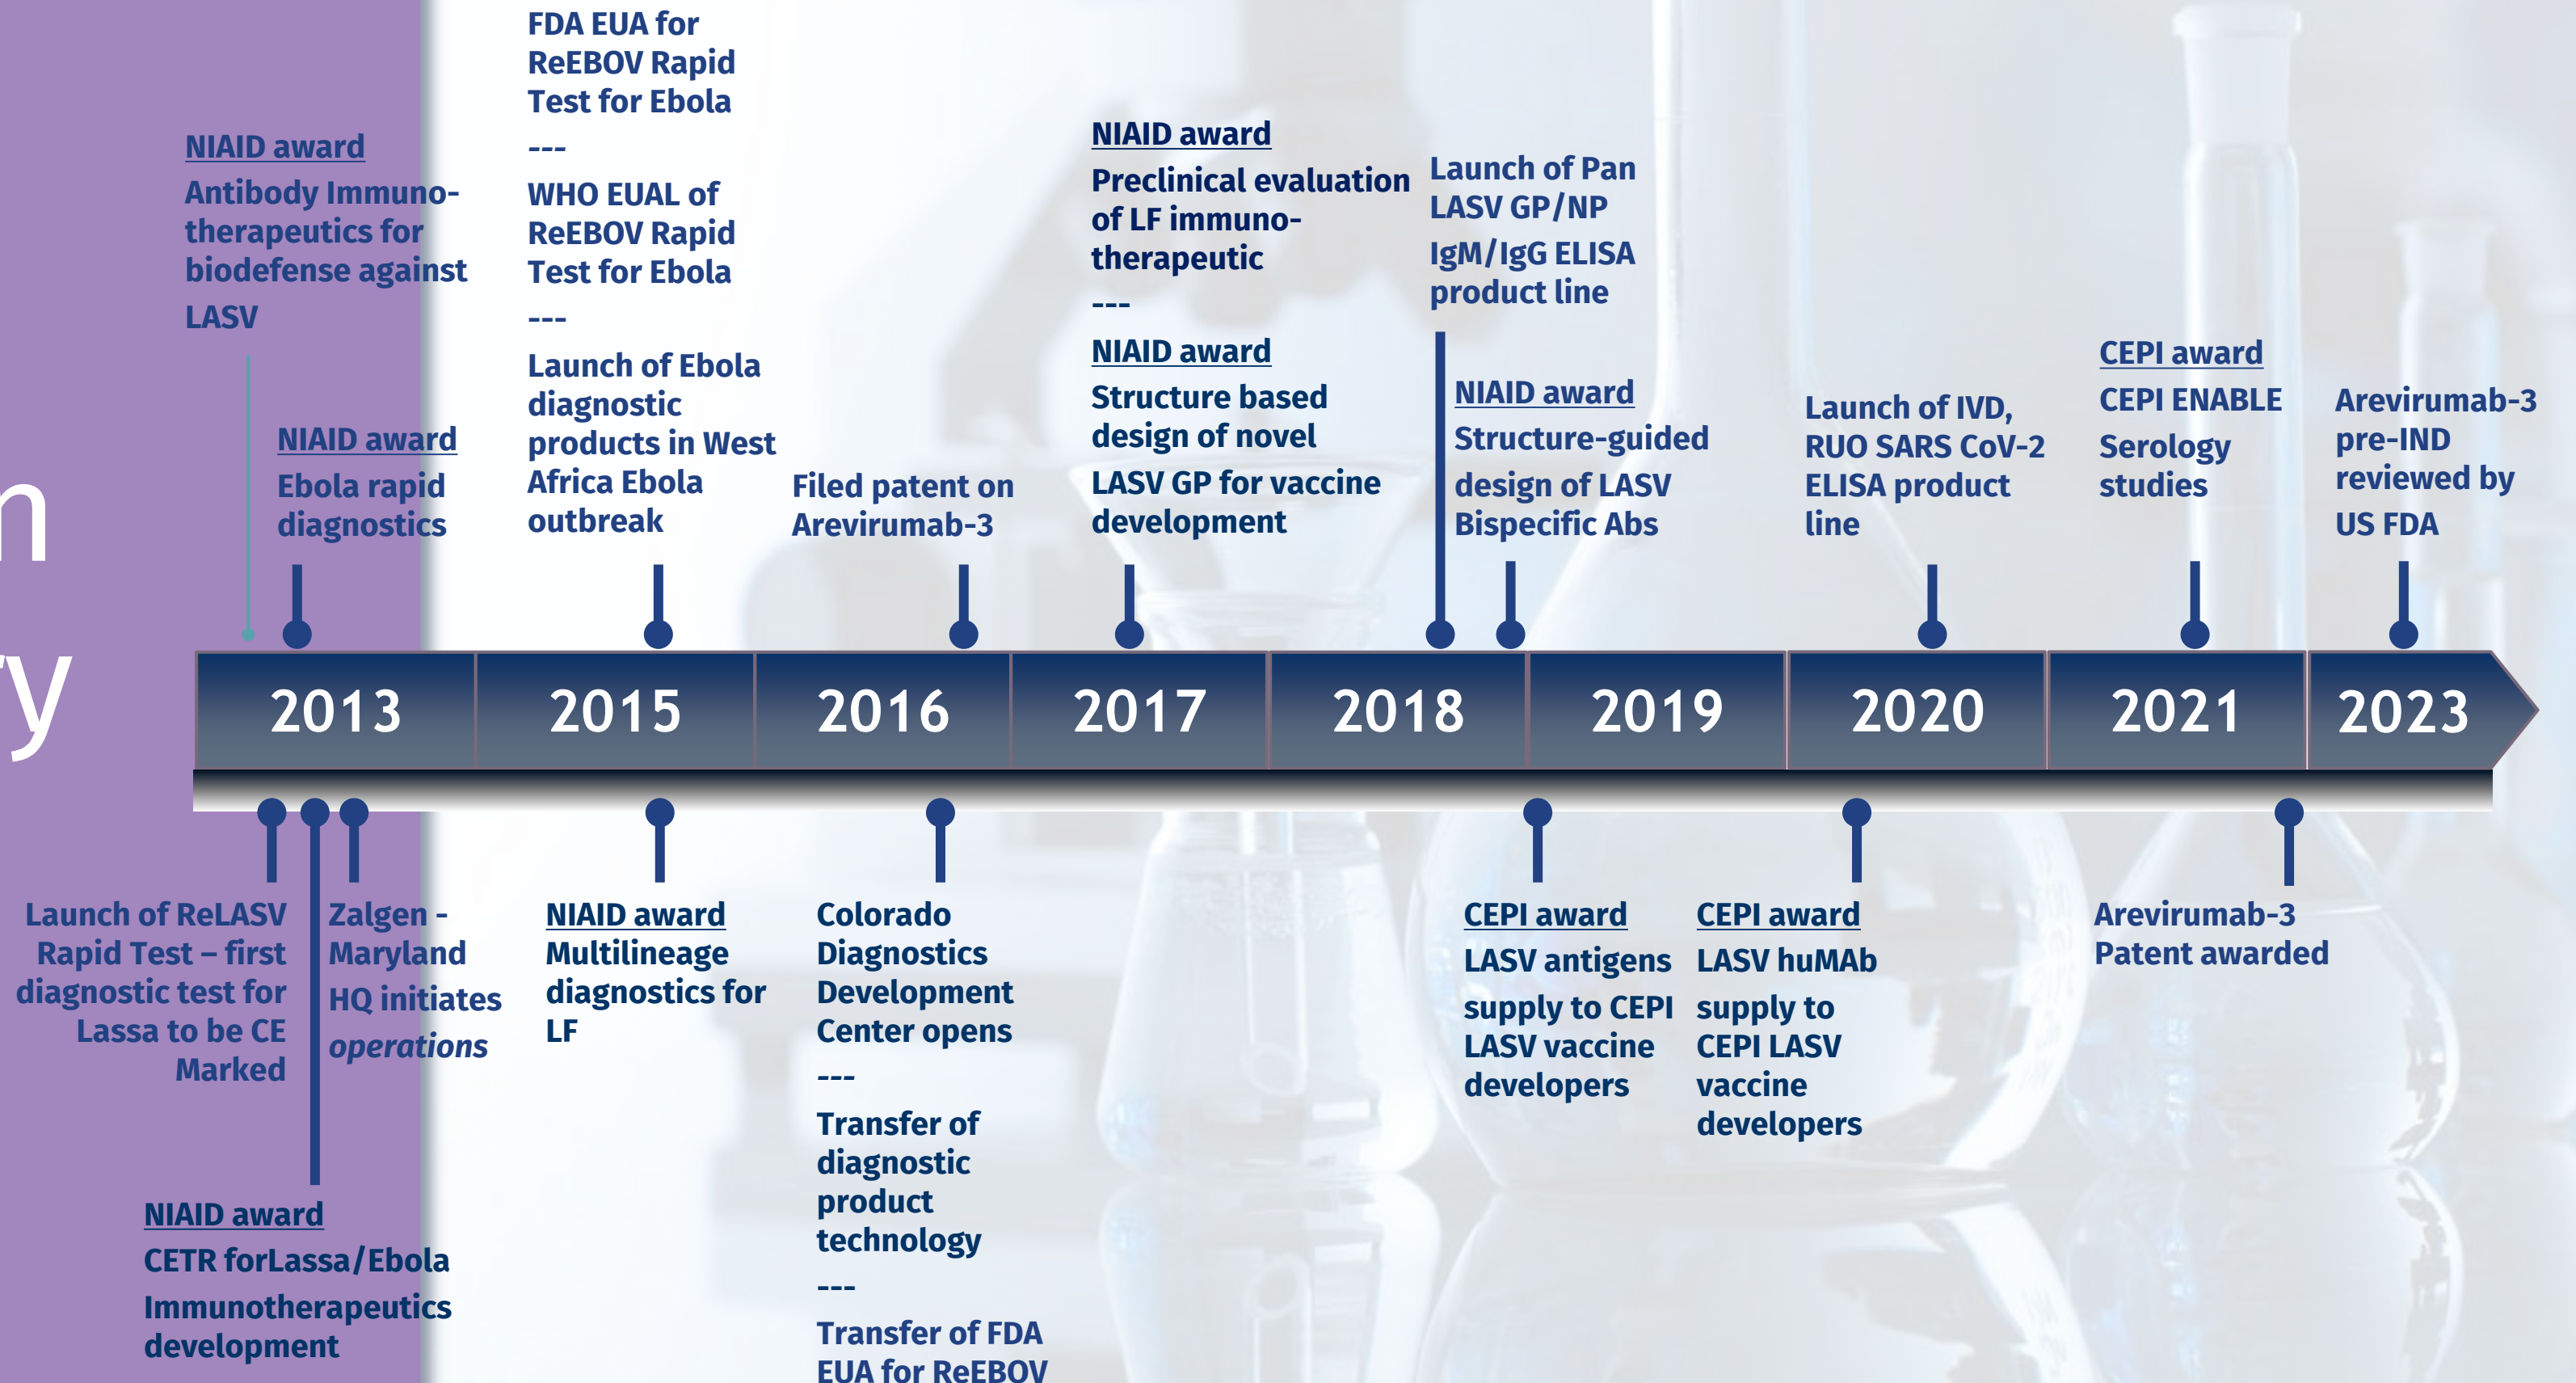 FDA EUA for
ReEBOV Rapid
Test for Ebola
---
WHO EUAL of
ReEBOV Rapid
Test for Ebola
---
Launch of Ebola
diagnostic
products in West
Africa Ebola
outbreak
NIAID award
Antibody Immuno-
therapeutics for
biodefense against
LASV
NIAID award
Ebola rapid
diagnostics
Filed patent on
Arevirumab-3
NIAID award
Preclinical evaluation
of LF immuno-
therapeutic
---
NIAID award
Structure based
design of novel
LASV GP for vaccine
development
Launch of Pan
LASV GP/NP
IgM/IgG ELISA
product line
NIAID award
Structure-guided
design of LASV
Bispecific Abs
Launch of IVD,
RUO SARS CoV-2
ELISA product
line
CEPI award
CEPI ENABLE
Serology
studies
Arevirumab-3
pre-IND
reviewed by
US FDA
n
ry
2013 2015 2016 2017 2018 2019 2020 2021 2023
Launch of ReLASV
Rapid Test – first
diagnostic test for
Lassa to be CE
Marked
Zalgen -
Maryland
HQ initiates
operations
NIAID award
CETR forLassa/Ebola
Immunotherapeutics
development
NIAID award
Multilineage
diagnostics for
LF
Colorado
Diagnostics
Development
Center opens
---
Transfer of
diagnostic
product
technology
---
Transfer of FDA
EUA for ReEBOV
CEPI award
LASV antigens
supply to CEPI
LASV vaccine
developers
CEPI award
LASV huMAb
supply to
CEPI LASV
vaccine
developers
Arevirumab-3
Patent awarded